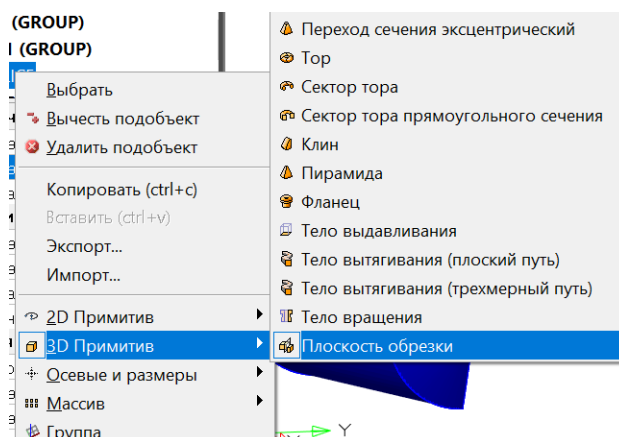 (GROUP)
(GROUP)
Выбрать
Вычесть подобъект
Удалить подобъект
Копировать (ctrl+c)
Вставить (ctrl+v)
Экспорт...
Импорт...
2D Примитив
3D Примитив
Осевые и размеры
Массив
Группа
Переход сечения эксцентрический
Тор
Сектор тора
Сектор тора прямоугольного сечения
Клин
Пирамида
Фланец
Тело выдавливания
Тело вытягивания (плоский путь)
Тело вытягивания (трехмерный путь)
Тело вращения
Плоскость обрезки
Y